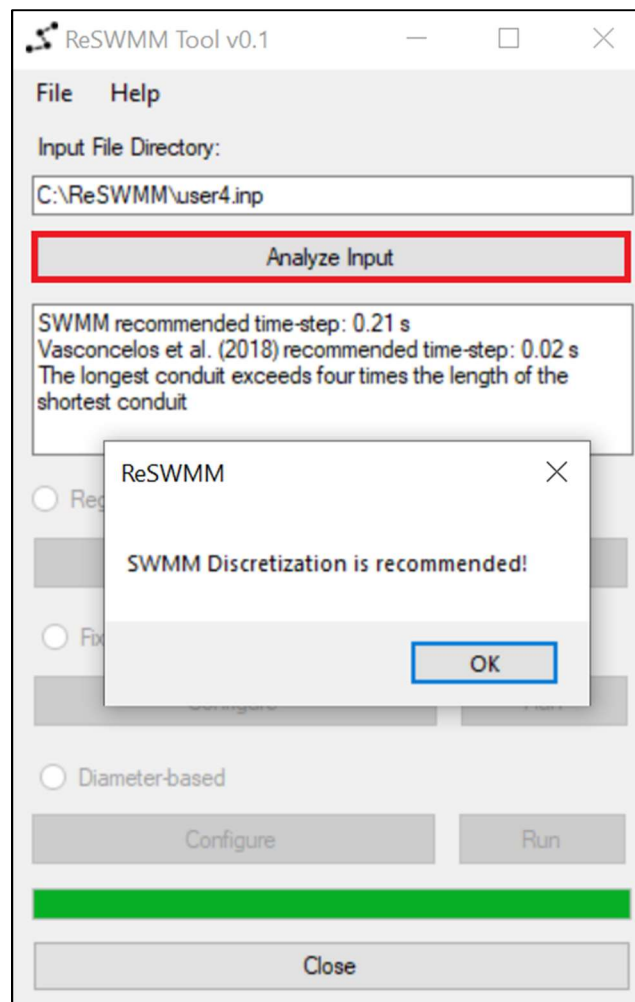 ReSWMM Tool v0.1
File Help
Input File Directory:
C:\ReSWMM\user4.inp
Analyze Input
SWMM recommended time-step: 0.21 s
Vasconcelos et al. (2018) recommended time-step: 0.02 s
The longest conduit exceeds four times the length of the
shortest conduit
ReSWMM
SWMM Discretization is recommended!
OK
Diameter-based
Configure Run
Close